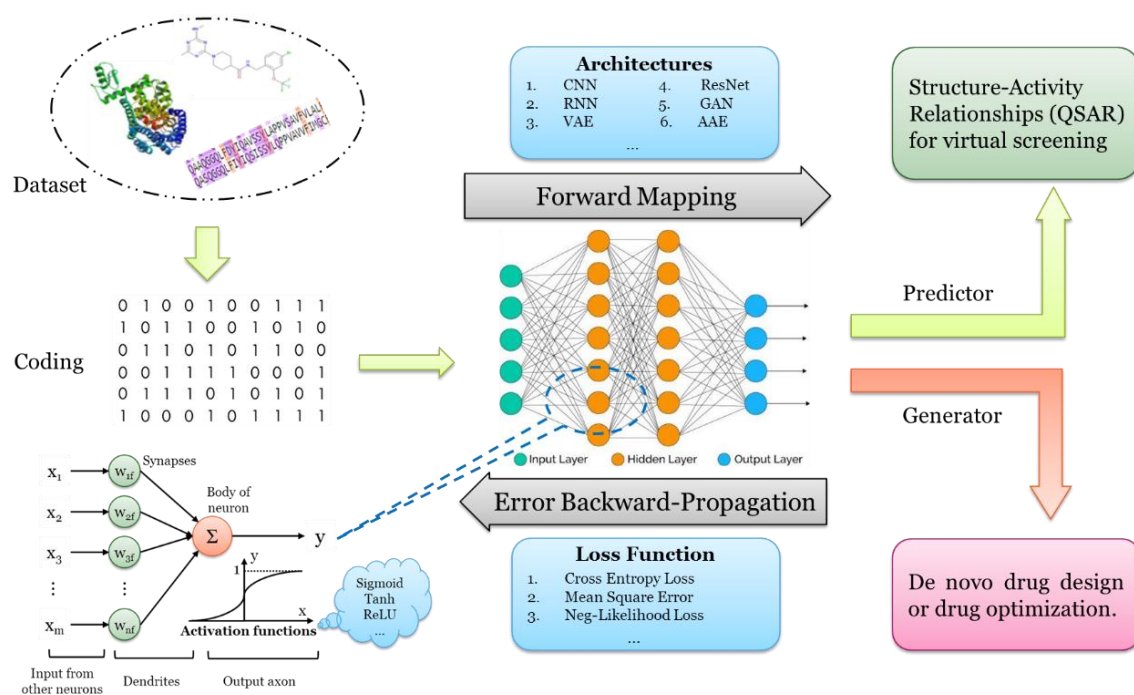 Dataset
QAAQGGQLFDVIQAVSSYLAPPVSAVFVLAL
QASQGGQLFIYIQSISSYLQPPVAVVFIMGC
Coding
0 1 0 0 1 0 0 1 1 1
1 0 1 1 0 0 1 0 1 0
0 1 1 0 1 0 1 1 0 0
1 0 0 1 1 1 0 0 1 0
0 1 1 1 0 1 0 1 1 0
1 0 0 0 1 0 1 1 1 1
Architectures
1. CNN 4. ResNet
2. RNN 5. GAN
3. VAE 6. AAE
...
Forward Mapping
Input Layer Hidden Layer Output Layer
Error Backward-Propagation
Loss Function
1. Cross Entropy Loss
2. Mean Square Error
3. Neg-Likelihood Loss
...
Structure-Activity
Relationships (QSAR)
for virtual screening
Predictor
Generator
De novo drug design
or drug optimization.
Synapses
Body of
neuron
x1 w1f
x2 w2f
x3 w3f
⋮ ⋮
xm wnf
Σ
y
y
1
x
Activation functions
Sigmoid
Tanh
ReLU
...
Input from
other neurons
Dendrites
Output axon